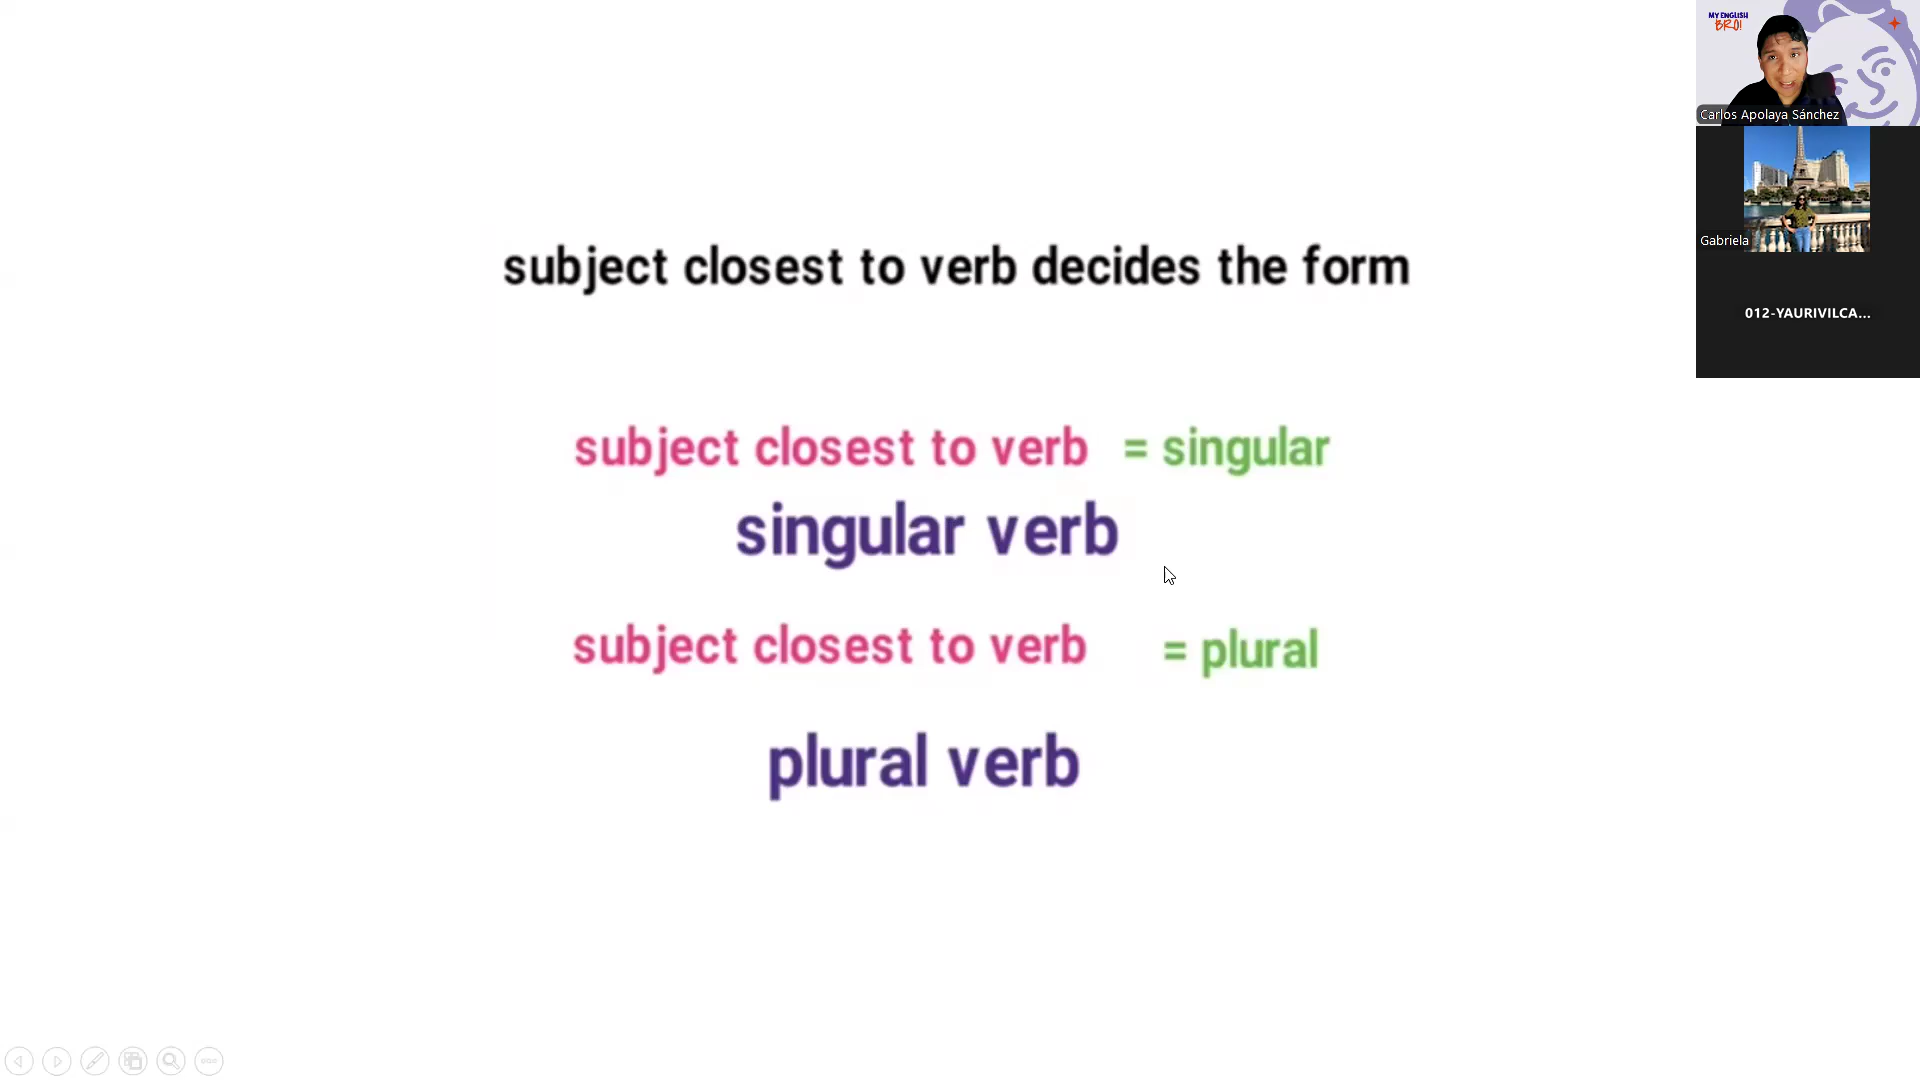 subject closest to verb decides the form
subject closest to verb = singular
singular verb
subject closest to verb = plural
plural verb
MY ENGLISH
BRO!
Carlos Apolaya Sánchez
Gabriela
012-YAURIVILCA...